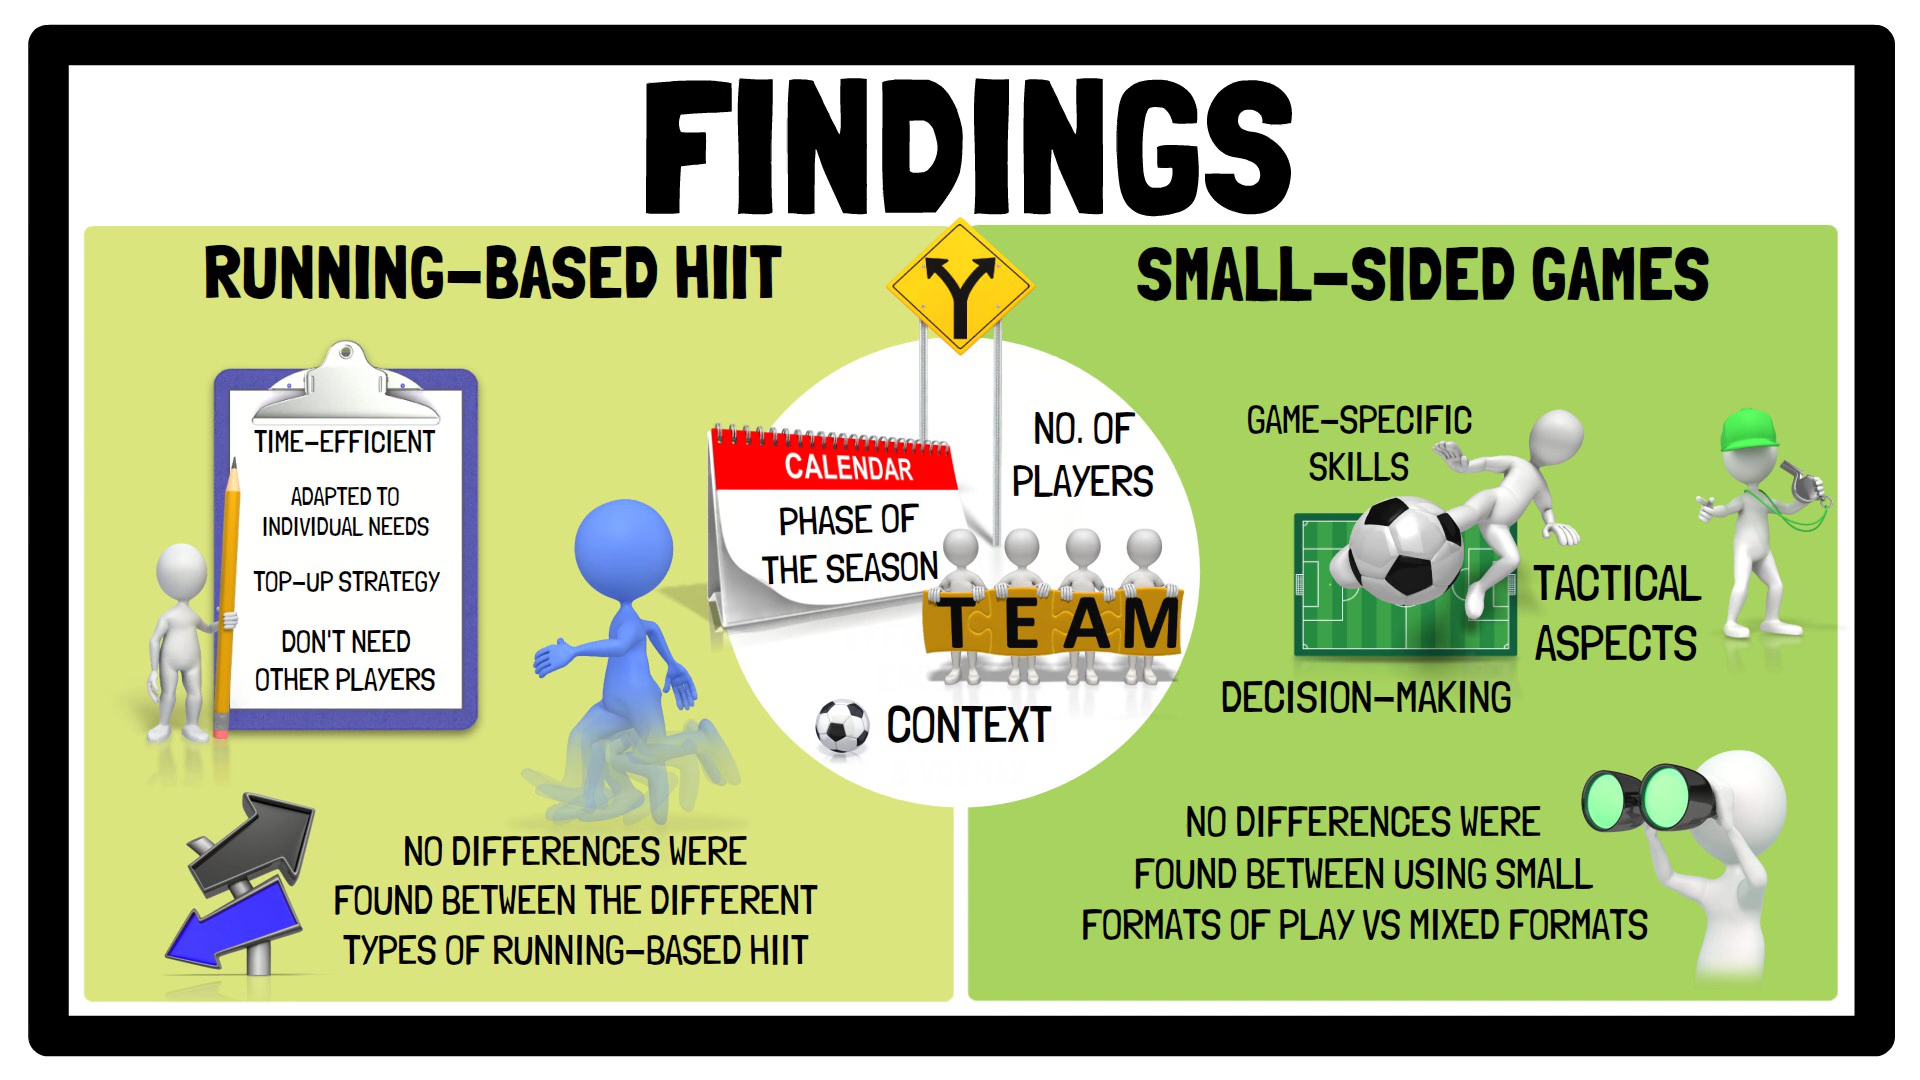 FINDINGS
RUNNING-BASED HIIT
TIME-EFFICIENT
ADAPTED TO
INDIVIDUAL NEEDS
TOP-UP STRATEGY
DON'T NEED
OTHER PLAYERS
NO DIFFERENCES WERE
FOUND BETWEEN THE DIFFERENT
TYPES OF RUNNING-BASED HIIT
CALENDAR
PHASE OF
THE SEASON
NO. OF
PLAYERS
TEAM
CONTEXT
SMALL-SIDED GAMES
GAME-SPECIFIC
SKILLS
TACTICAL
ASPECTS
DECISION-MAKING
NO DIFFERENCES WERE
FOUND BETWEEN USING SMALL
FORMATS OF PLAY VS MIXED FORMATS